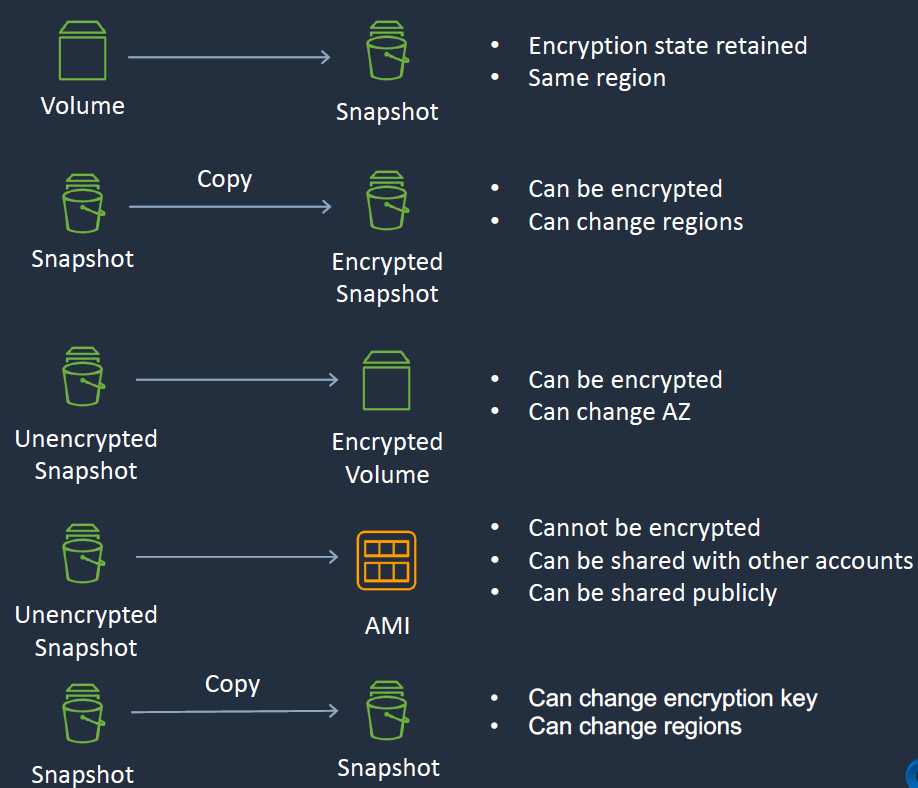 Volume
Snapshot
• Encryption state retained
• Same region
Snapshot
Copy
Encrypted
Snapshot
• Can be encrypted
• Can change regions
Unencrypted
Snapshot
Encrypted
Volume
• Can be encrypted
• Can change AZ
Unencrypted
Snapshot
AMI
• Cannot be encrypted
• Can be shared with other accounts
• Can be shared publicly
Snapshot
Copy
Snapshot
• Can change encryption key
• Can change regions